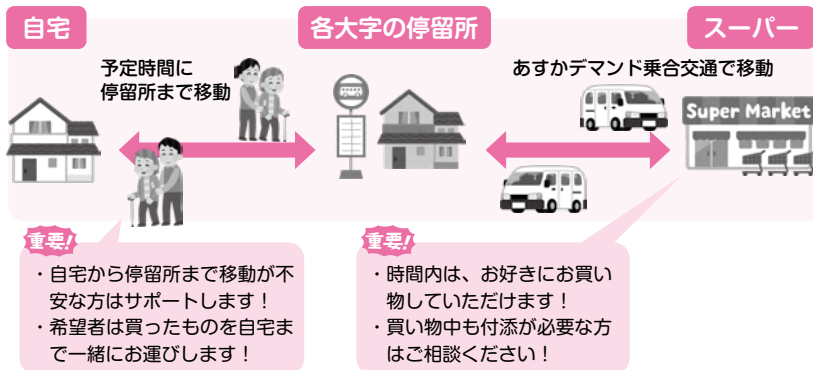 自宅
各大字の停留所
スーパー
予定時間に
停留所まで移動
あすかデマンド乗合交通で移動
Super Market
重要!
・自宅から停留所まで移動が不
安な方はサポートします！
・希望者は買ったものを自宅ま
で一緒にお運びします！
重要!
・時間内は、お好きにお買い
物していただけます！
・買い物中も付添が必要な方
はご相談ください！